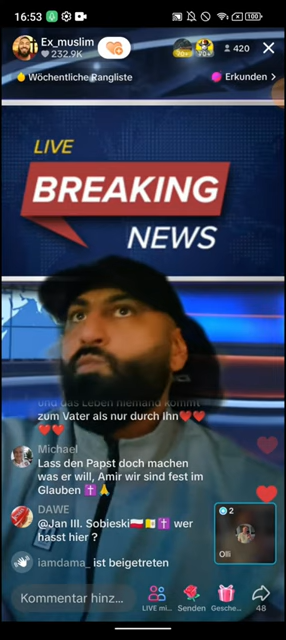 16:53
100
Ex_muslim
232.9K
420
Wöchentliche Rangliste
Erkunden
LIVE
BREAKING
NEWS
und das Leben niemand kommt
zum Vater als nur durch Ihn❤️❤️
❤️❤️
Michael
Lass den Papst doch machen
was er will, Amir wir sind fest im
Glauben ✝️🙏
DAWE
@Jan III. Sobieski🇵🇱🇻🇦✝️ wer
hasst hier ?
iamdama_ ist beigetreten
2
Olli
Kommentar hinz...
LIVE mi...
Senden
Gesche...
48